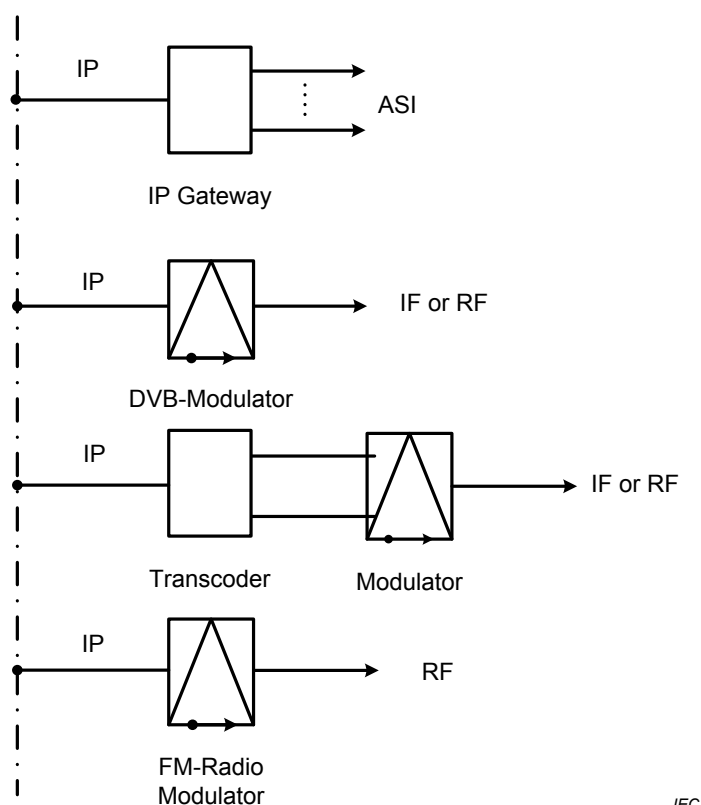 IP
ASI
IP Gateway
IP
IF or RF
DVB-Modulator
IP
IF or RF
Transcoder
Modulator
IP
RF
FM-Radio
Modulator
IEC